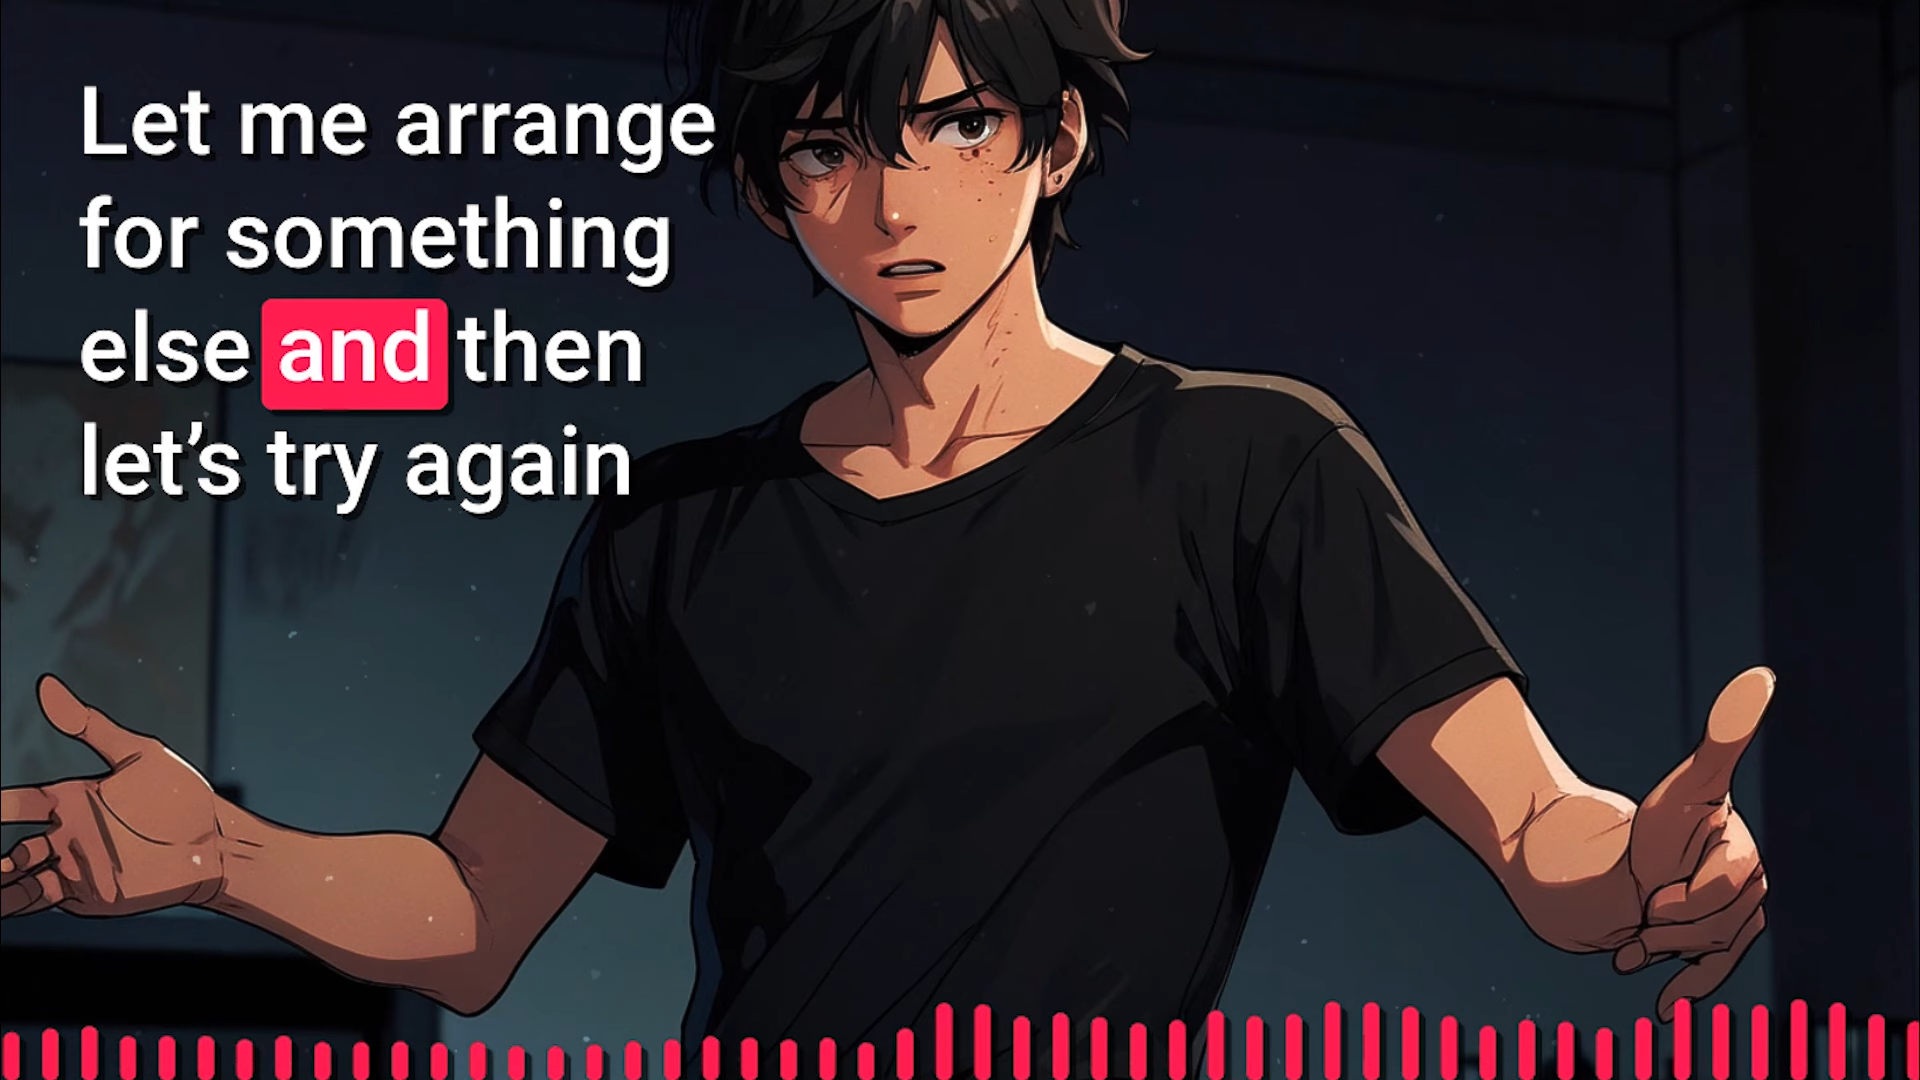 Let me arrange
for something
else and then
let’s try again